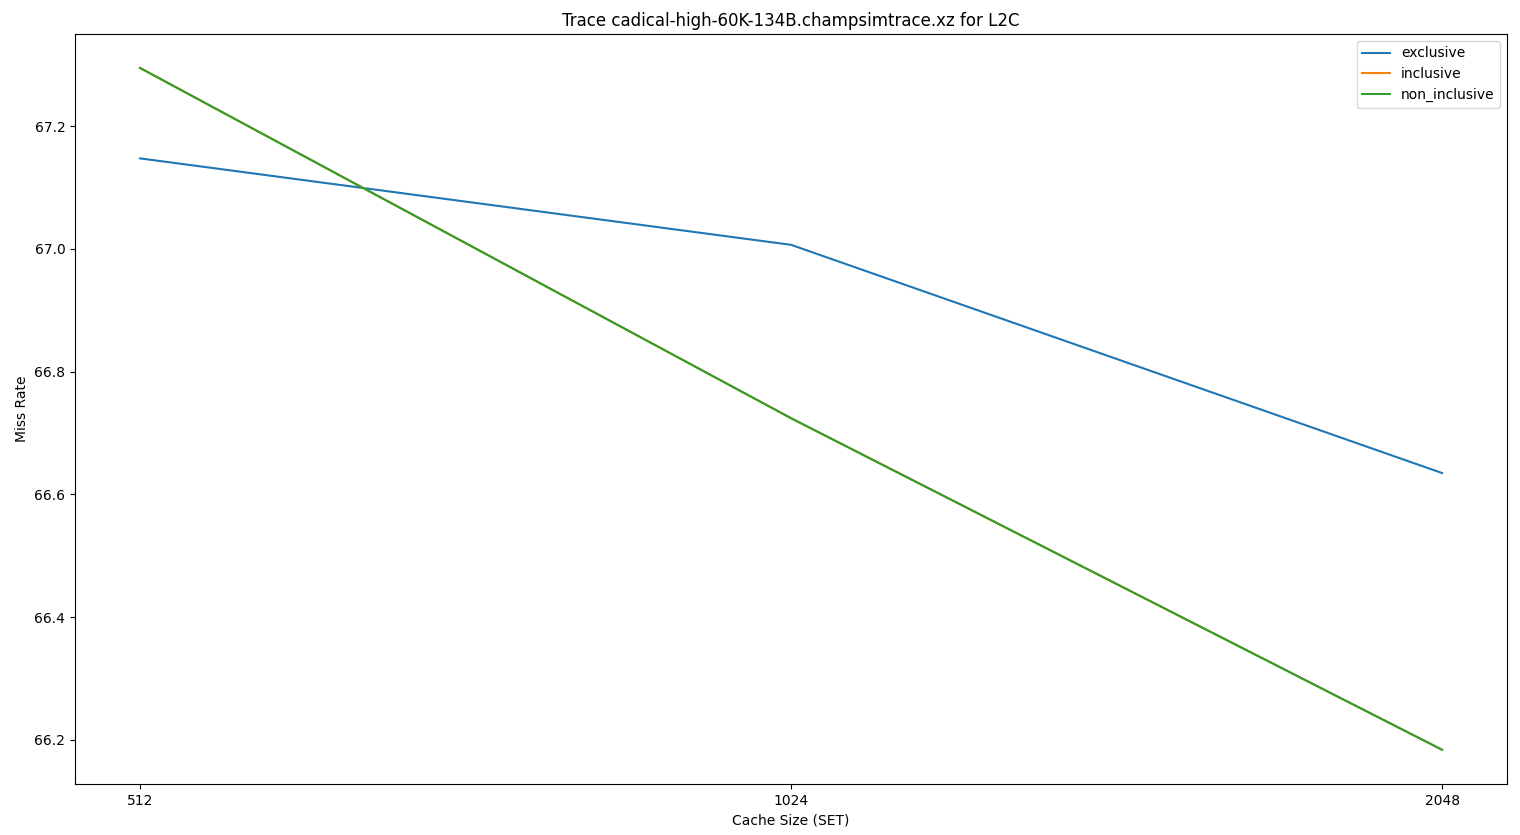 Trace cadical-high-60K-134B.champsimtrace.xz for L2C
exclusive
inclusive
non_inclusive
67.2
67.0
66.8
66.6
66.4
66.2
Miss Rate
512
1024
2048
Cache Size (SET)